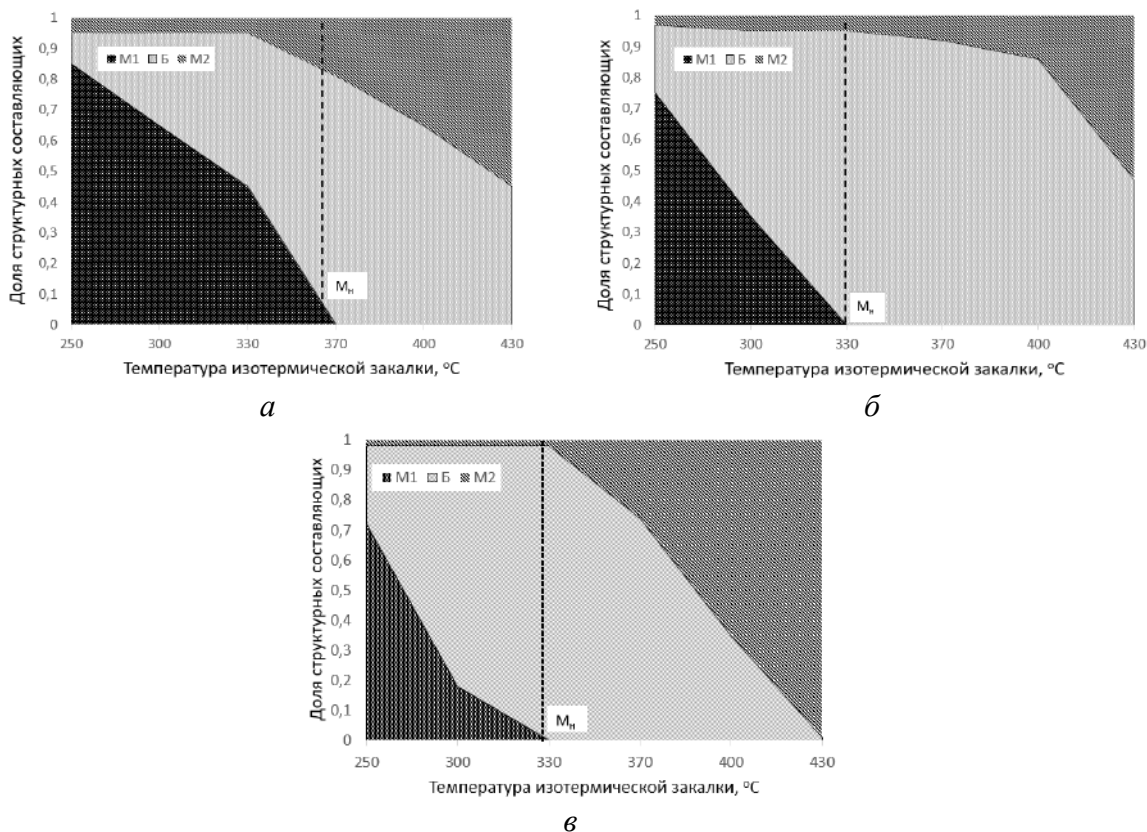 Доля структурных составляющих
1
0,9
0,8
0,7
0,6
0,5
0,4
0,3
0,2
0,1
0
М1 Б М2
Мн
250 300 330 370 400 430
Температура изотермической закалки, °С
а
Доля структурных составляющих
1
0,9
0,8
0,7
0,6
0,5
0,4
0,3
0,2
0,1
0
М1 Б М2
Мн
250 300 330 370 400 430
Температура изотермической закалки, °С
б
Доля структурных составляющих
1
0,9
0,8
0,7
0,6
0,5
0,4
0,3
0,2
0,1
0
М1 Б М2
Мн
250 300 330 370 400 430
Температура изотермической закалки, °С
в